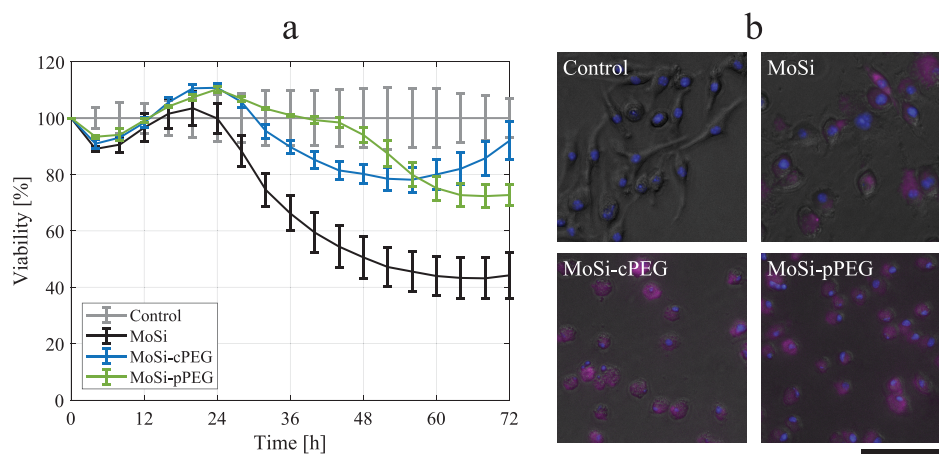 a
b
120
100
80
60
40
20
0
Viability [%]
0
12
24
36
48
60
72
Time [h]
Control
MoSi
MoSi-cPEG
MoSi-pPEG
Control
MoSi
MoSi-cPEG
MoSi-pPEG